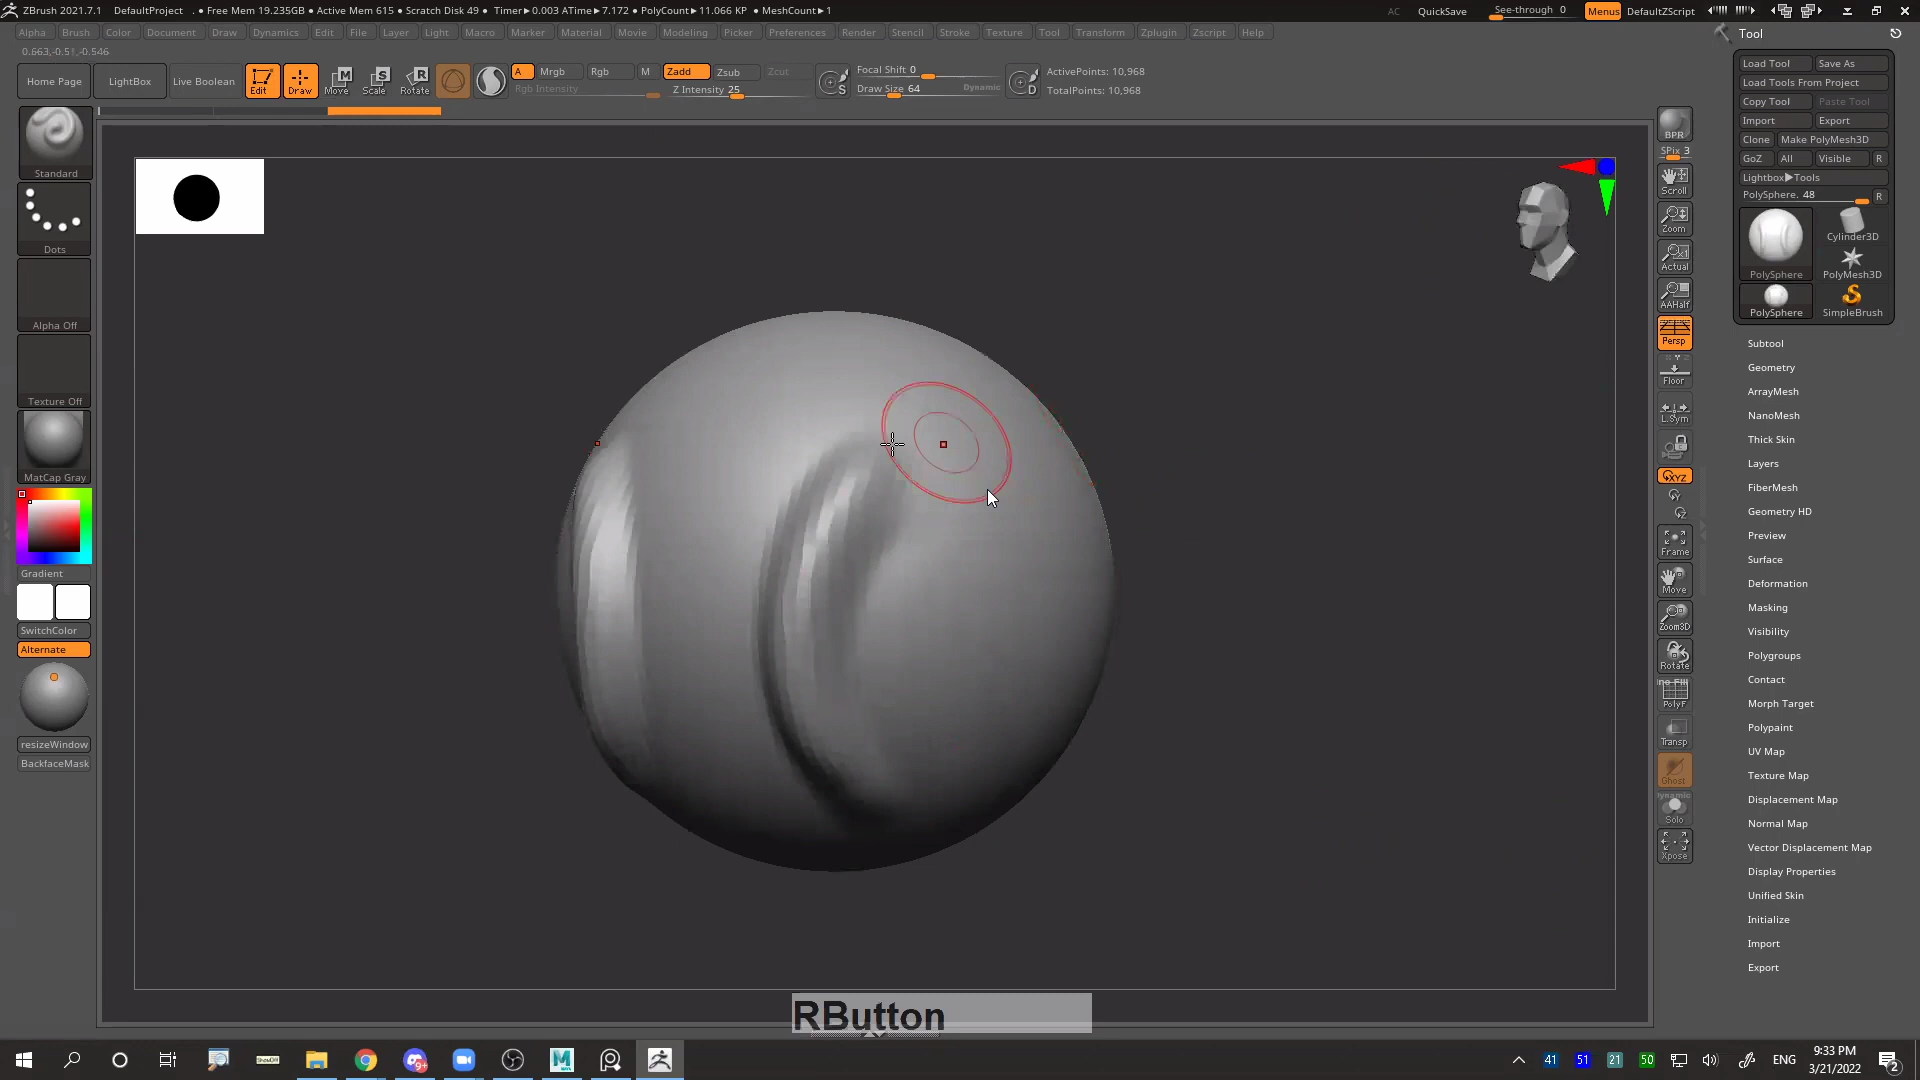 ZBrush 2021.7.1 DefaultProject . ● Free Mem 19.235GB ● Active Mem 615 ● Scratch Disk 49 ● Timer▶0.003 ATime▶7.172 ● PolyCount▶11.066 KP ● MeshCount▶1 AC QuickSave See-through 0 Menus DefaultZScript
Alpha Brush Color Document Draw Dynamics Edit File Layer Light Macro Marker Material Movie Modeling Picker Preferences Render Stencil Stroke Texture Tool Transform Zplugin Zscript Help
Home Page LightBox Live Boolean Edit Draw Move Scale Rotate
A Mrgb Rgb M Zadd Zsub Zcut
Rgb Intensity Z Intensity 25
Focal Shift 0
Draw Size 64 Dynamic
ActivePoints: 10,968
TotalPoints: 10,968
Standard
Dots
Alpha Off
Texture Off
MatCap Gray
Gradient
SwitchColor
Alternate
resizeWindow
BackfaceMask
RButton
BPR
SPix 3
Scroll
Zoom
Actual
AAHalf
Persp
Floor
L.Sym
XYZ
Y
Z
Frame
Move
Zoom3D
Rotate
PolyF
Transp
Ghost
Dynamic
Solo
Xpose
Tool
Load Tool Save As
Load Tools From Project
Copy Tool Paste Tool
Import Export
Clone Make PolyMesh3D
GoZ All Visible R
Lightbox▶Tools
PolySphere. 48 R
PolySphere
Cylinder3D
PolyMesh3D
PolySphere
SimpleBrush
Subtool
Geometry
ArrayMesh
NanoMesh
Thick Skin
Layers
FiberMesh
Geometry HD
Preview
Surface
Deformation
Masking
Visibility
Polygroups
Contact
Morph Target
Polypaint
UV Map
Texture Map
Displacement Map
Normal Map
Vector Displacement Map
Display Properties
Unified Skin
Initialize
Import
Export
41 51 21 50 ENG
9:33 PM
3/21/2022
2